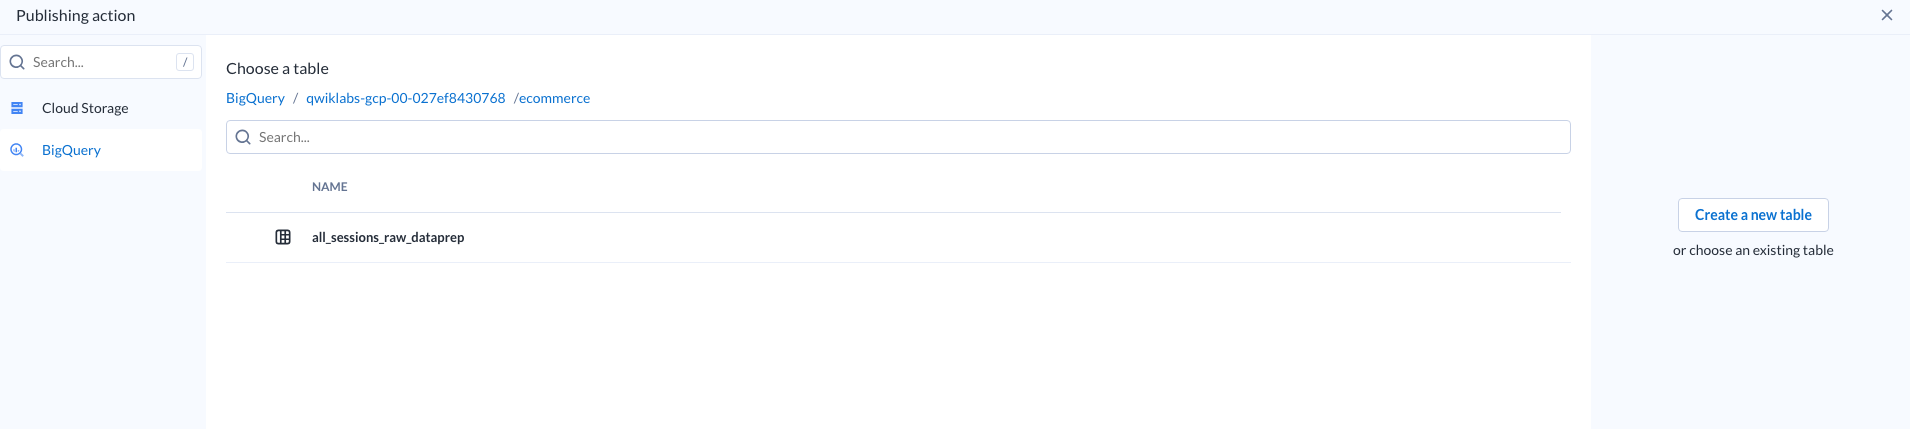 Publishing action
Search...
/
Cloud Storage
BigQuery
Choose a table
BigQuery / qwiklabs-gcp-00-027ef8430768 /ecommerce
Search...
NAME
all_sessions_raw_dataprep
Create a new table
or choose an existing table